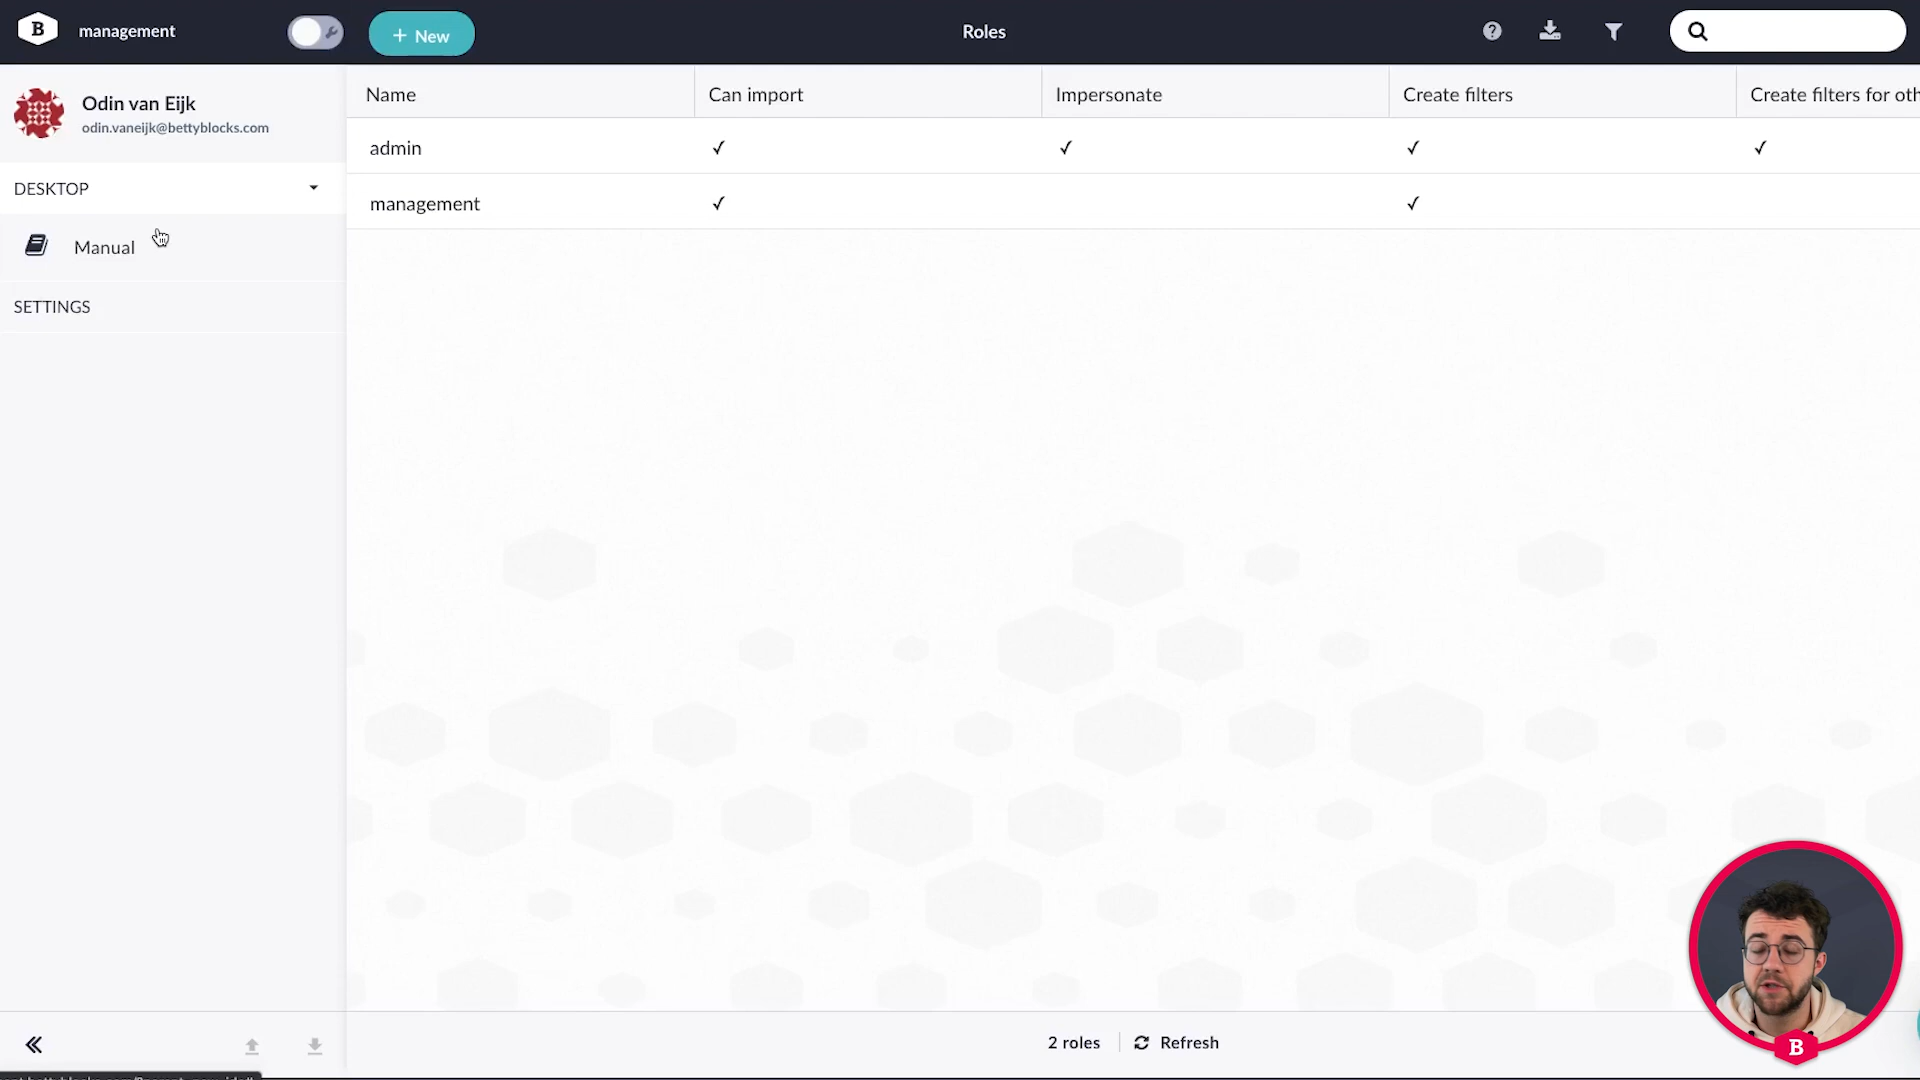 B
management
+ New
Roles
?
Odin van Eijk
odin.vaneijk@bettyblocks.com
DESKTOP
Manual
SETTINGS
Name
Can import
Impersonate
Create filters
Create filters for oth
admin
✓
✓
✓
✓
management
✓
✓
2 roles
Refresh
B